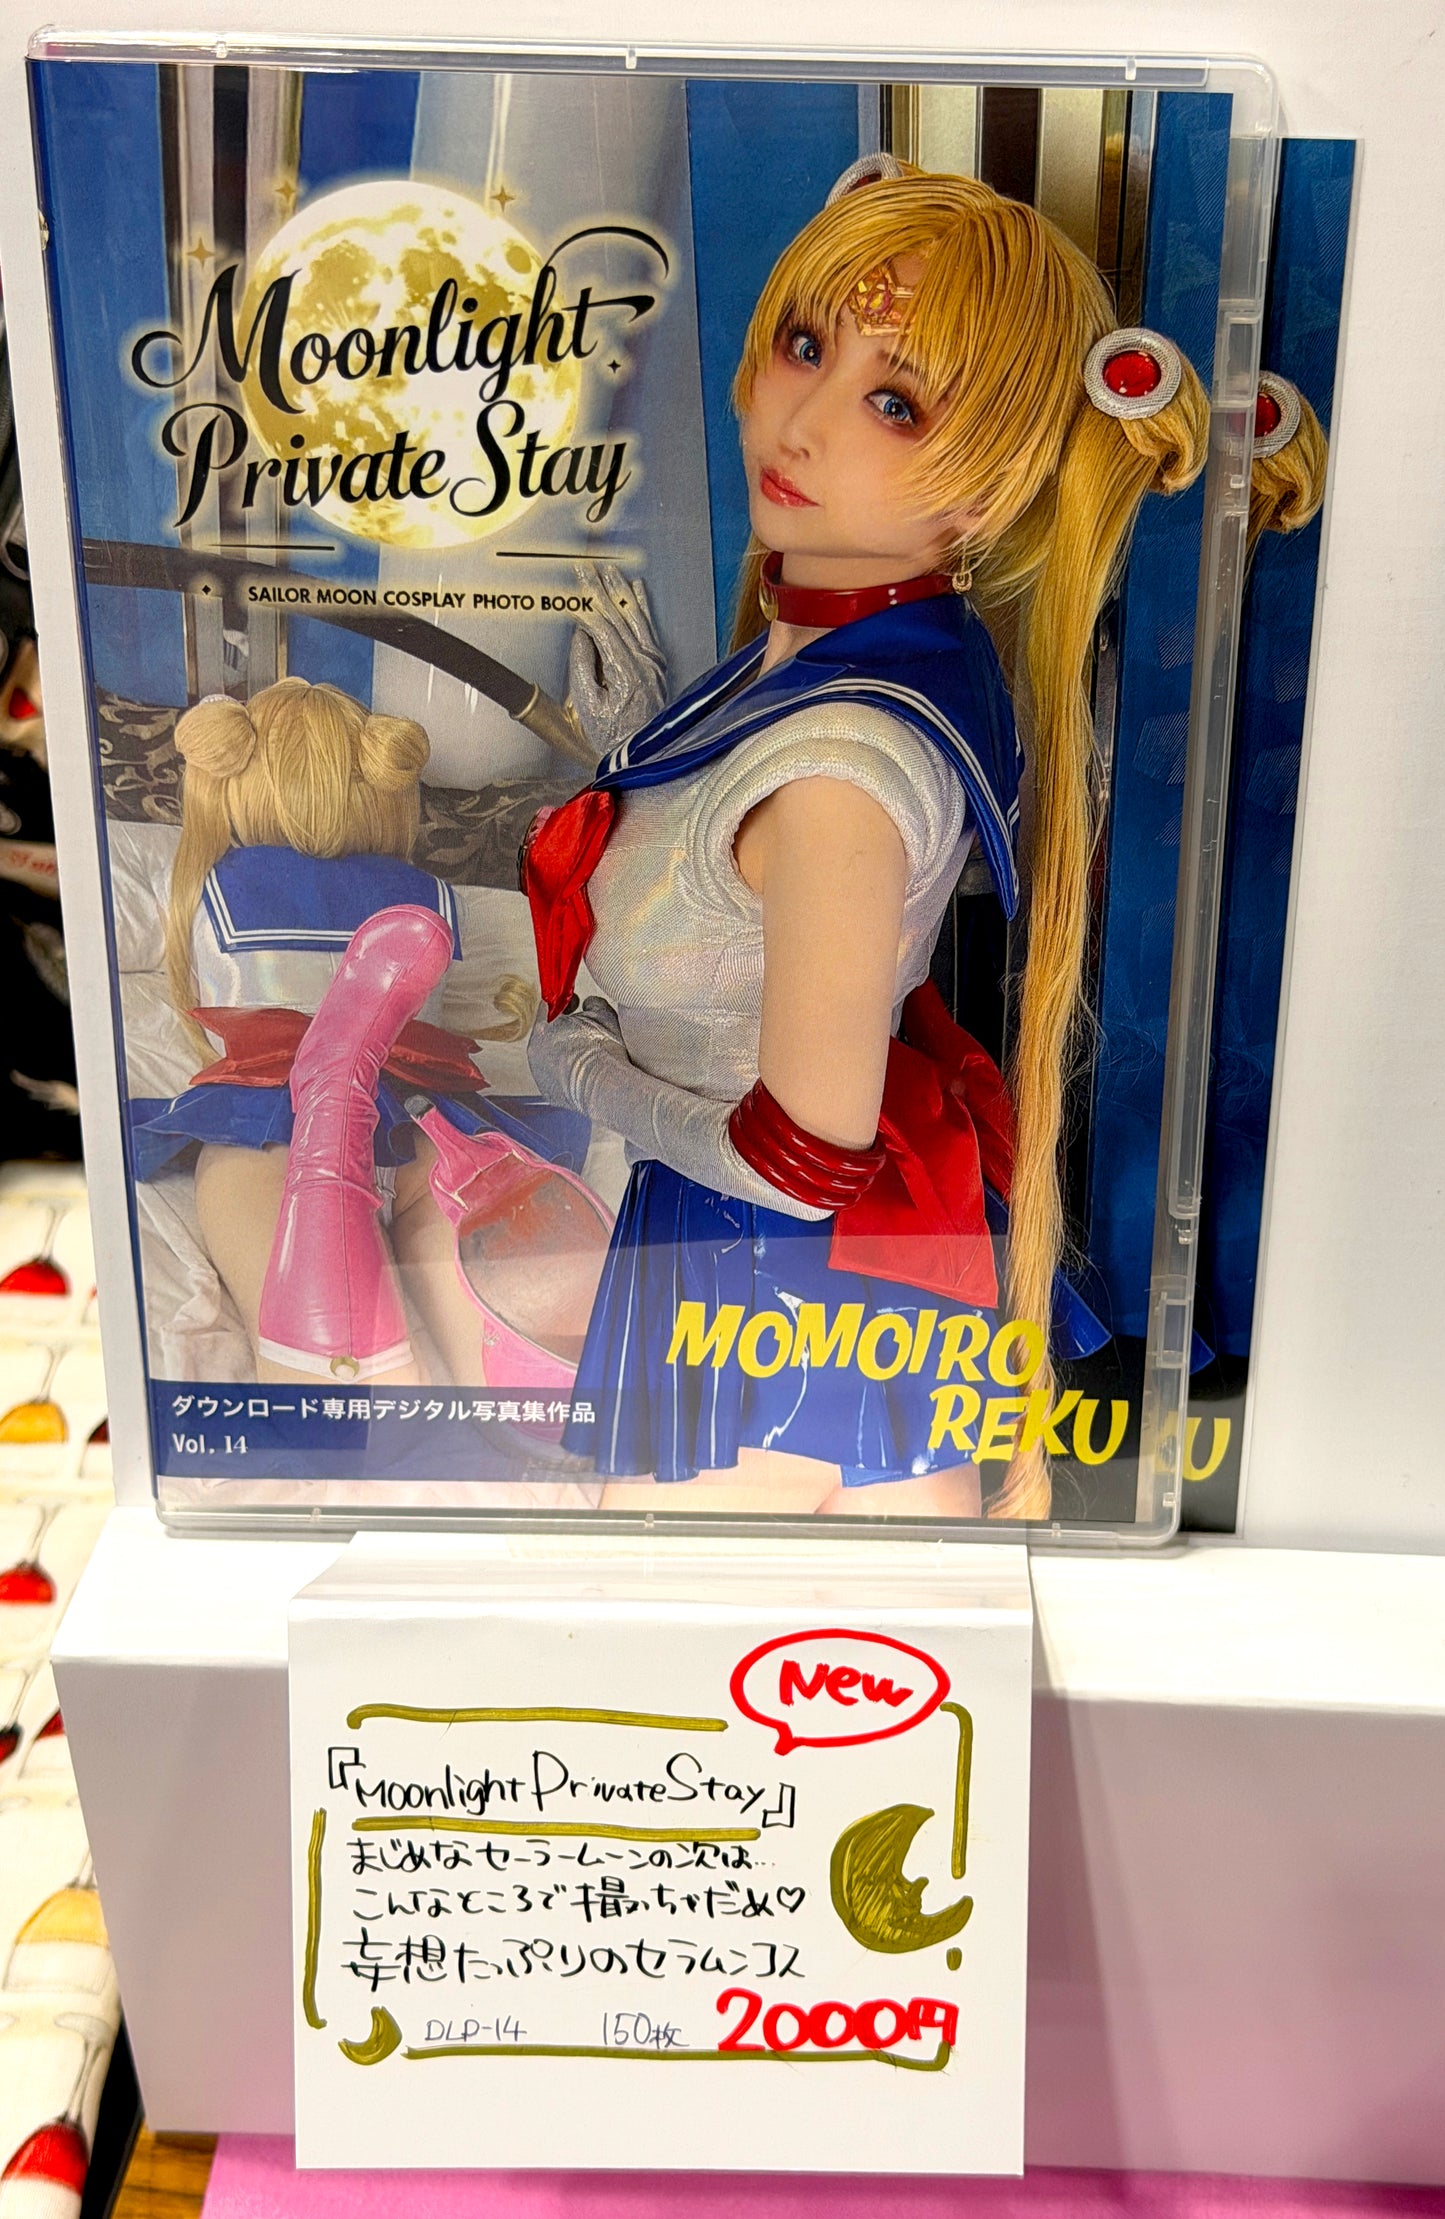 Moonlight
Private Stay
SAILOR MOON COSPLAY PHOTO BOOK
MOMOIRO
REKU
ダウンロード専用デジタル写真集作品
Vol. 14
U
New
『Moonlight Private Stay』
まじめなセーラームーンの次は…
こんなところで撮っちゃだめ♡
妄想たっぷりのセラムンコス
DLP-14 150枚 2000円